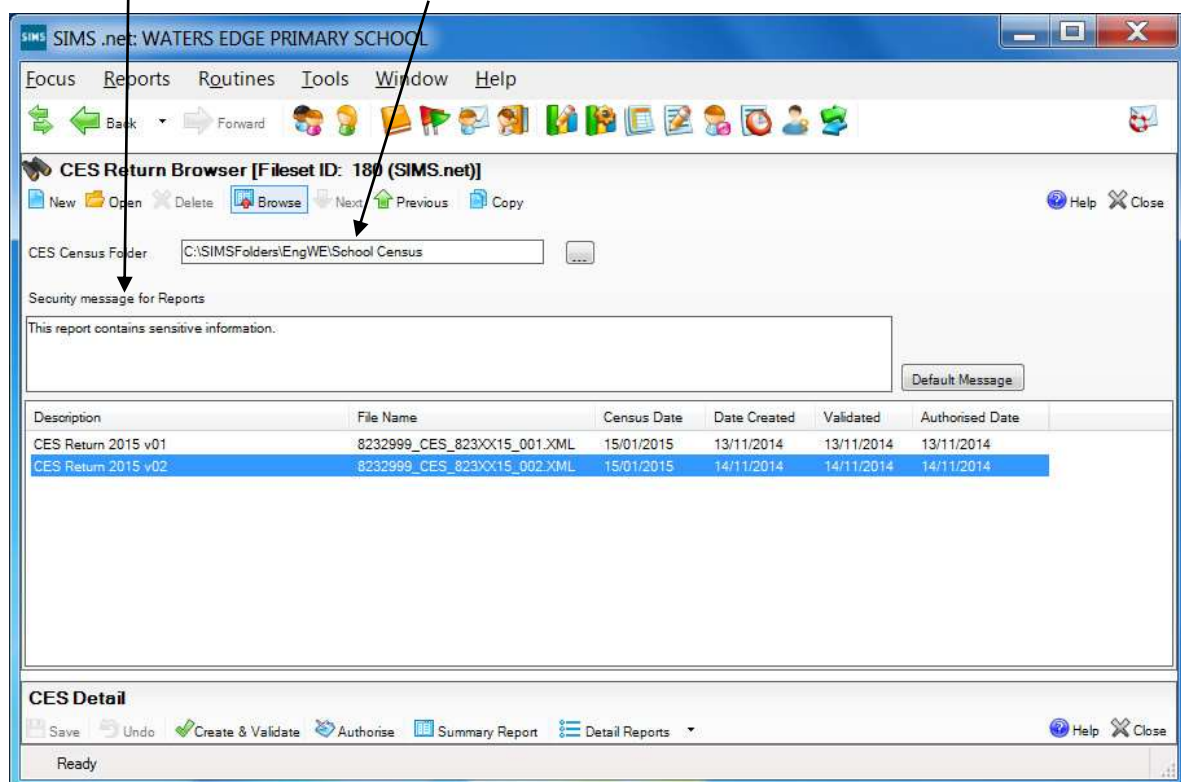 SIMS SIMS .net: WATERS EDGE PRIMARY SCHOOL
Focus Reports Routines Tools Window Help
Back Forward
CES Return Browser [Fileset ID: 180 (SIMS.net)]
New Open Delete Browse Next Previous Copy Help Close
CES Census Folder C:\SIMSFolders\EngWE\School Census ...
Security message for Reports
This report contains sensitive information.
Default Message
Description File Name Census Date Date Created Validated Authorised Date
CES Return 2015 v01 8232999_CES_823XX15_001.XML 15/01/2015 13/11/2014 13/11/2014 13/11/2014
CES Return 2015 v02 8232999_CES_823XX15_002.XML 15/01/2015 14/11/2014 14/11/2014 14/11/2014
CES Detail
Save Undo Create & Validate Authorise Summary Report Detail Reports Help Close
Ready